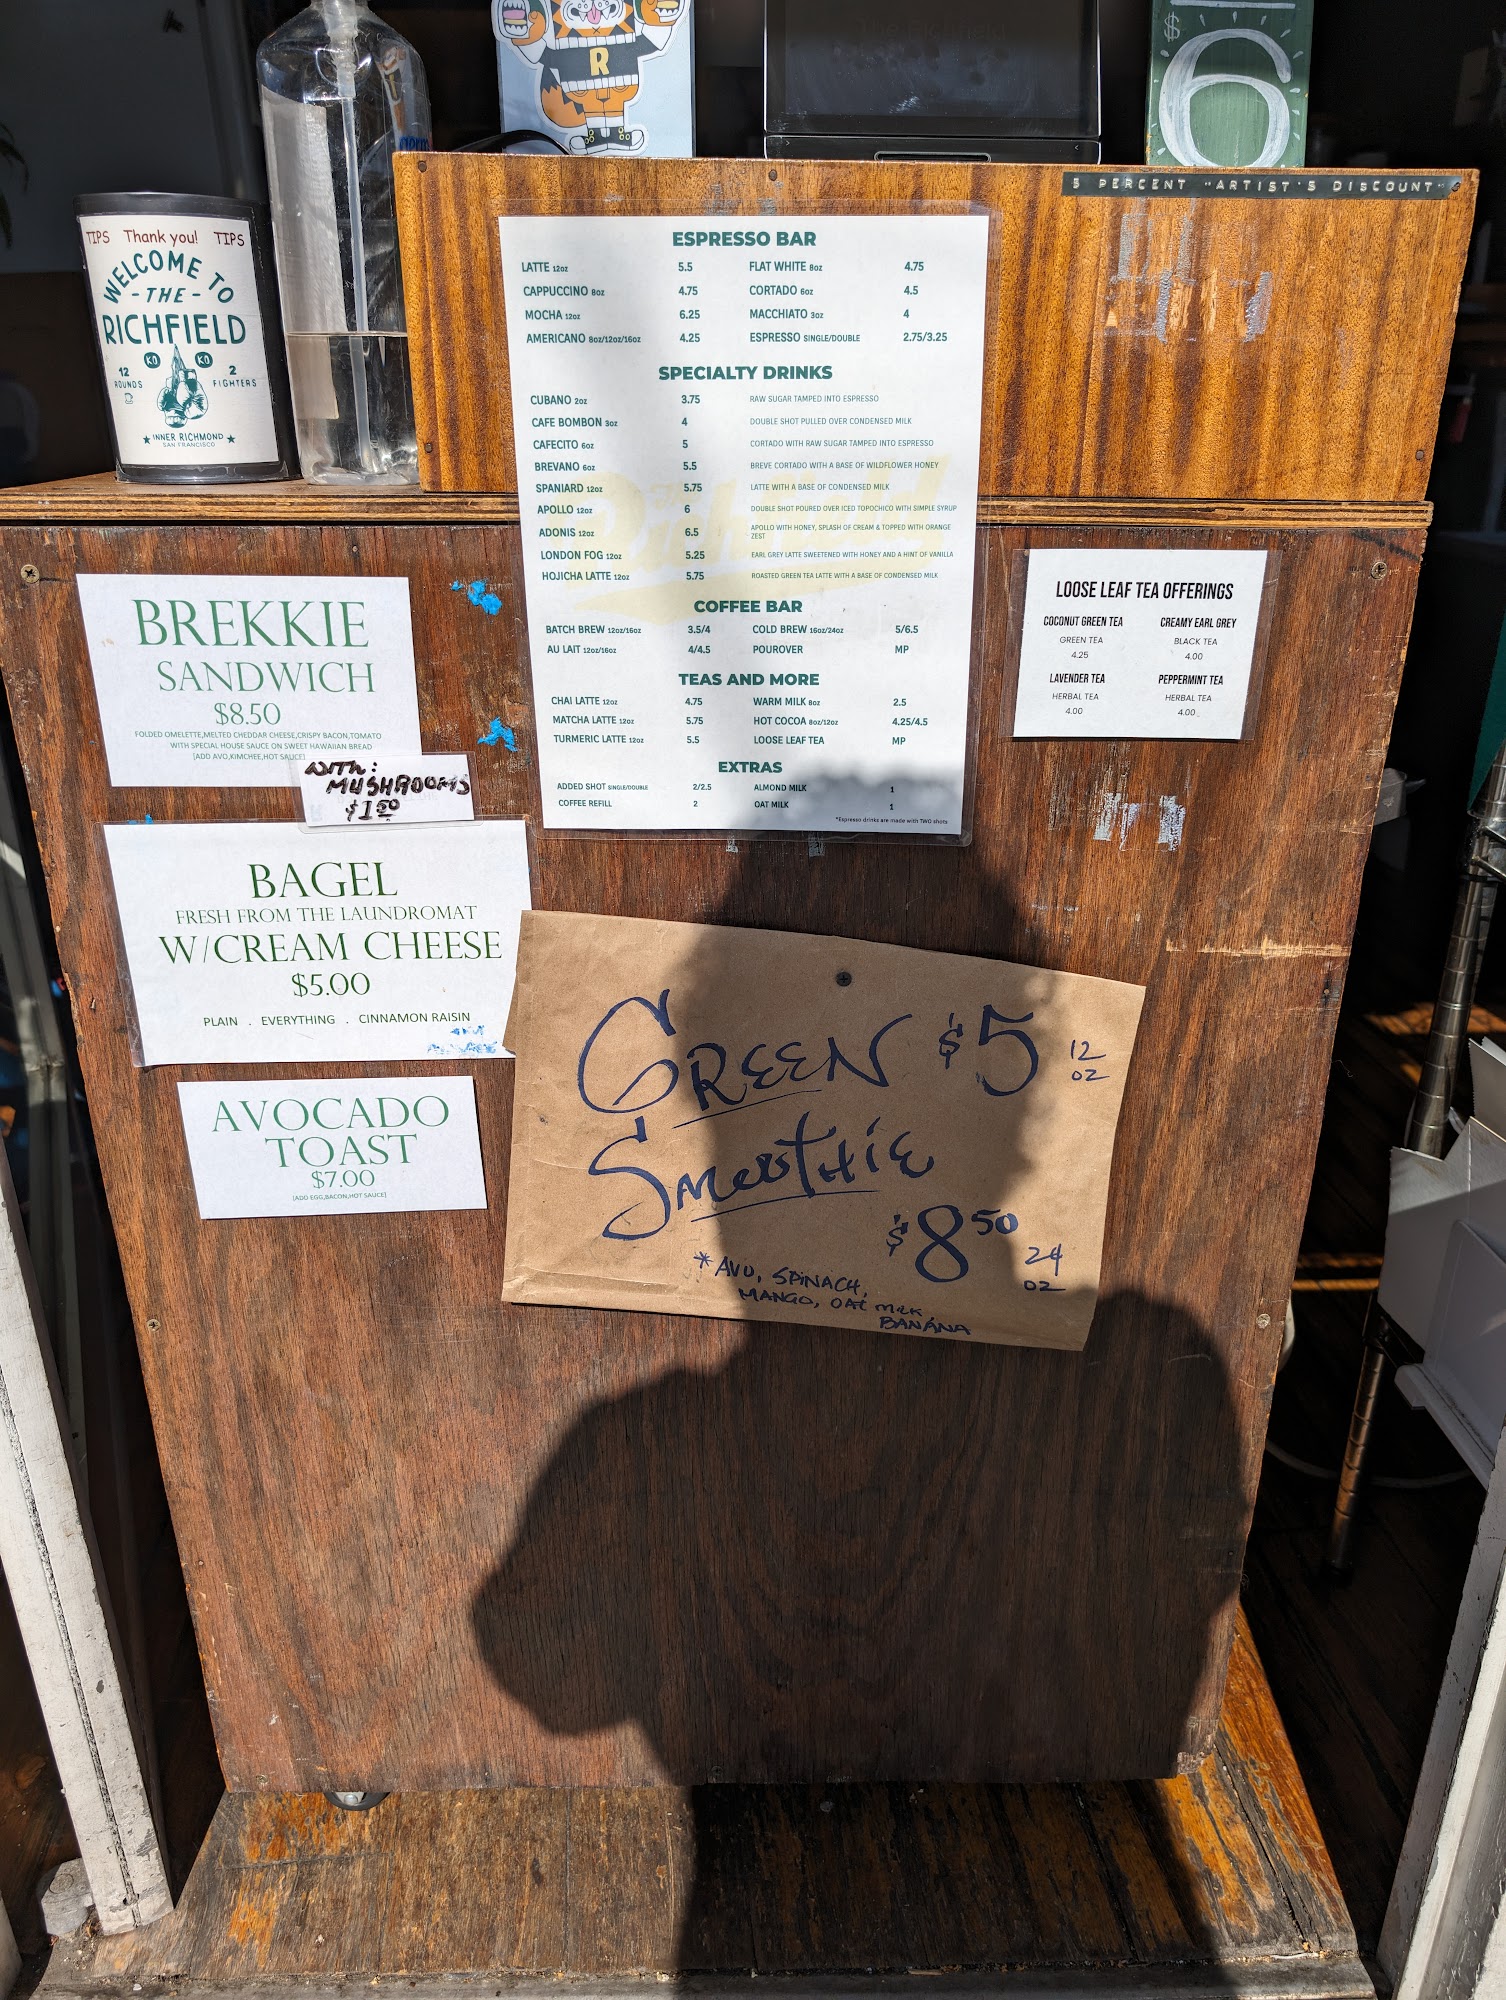 R
The Richfield
$
6
5 PERCENT "ARTIST'S DISCOUNT"
TIPS Thank you! TIPS
WELCOME TO
- THE -
RICHFIELD
KO KO
12 ROUNDS
2 FIGHTERS
INNER RICHMOND
SAN FRANCISCO
ESPRESSO BAR
LATTE 12oz 5.5 FLAT WHITE 8oz 4.75
CAPPUCCINO 8oz 4.75 CORTADO 6oz 4.5
MOCHA 12oz 6.25 MACCHIATO 3oz 4
AMERICANO 8oz/12oz/16oz 4.25 ESPRESSO SINGLE/DOUBLE 2.75/3.25
SPECIALTY DRINKS
CUBANO 2oz 3.75 RAW SUGAR TAMPED INTO ESPRESSO
CAFE BOMBON 3oz 4 DOUBLE SHOT PULLED OVER CONDENSED MILK
CAFECITO 6oz 5 CORTADO WITH RAW SUGAR TAMPED INTO ESPRESSO
BREVANO 6oz 5.5 BREVE CORTADO WITH A BASE OF WILDFLOWER HONEY
SPANIARD 12oz 5.75 LATTE WITH A BASE OF CONDENSED MILK
APOLLO 12oz 6 DOUBLE SHOT POURED OVER ICED TOPOCHICO WITH SIMPLE SYRUP
ADONIS 12oz 6.5 APOLLO WITH HONEY, SPLASH OF CREAM & TOPPED WITH ORANGE
ZEST
LONDON FOG 12oz 5.25 EARL GREY LATTE SWEETENED WITH HONEY AND A HINT OF VANILLA
HOJICHA LATTE 12oz 5.75 ROASTED GREEN TEA LATTE WITH A BASE OF CONDENSED MILK
COFFEE BAR
BATCH BREW 12oz/16oz 3.5/4 COLD BREW 16oz/24oz 5/6.5
AU LAIT 12oz/16oz 4/4.5 POUROVER MP
TEAS AND MORE
CHAI LATTE 12oz 4.75 WARM MILK 8oz 2.5
MATCHA LATTE 12oz 5.75 HOT COCOA 8oz/12oz 4.25/4.5
TURMERIC LATTE 12oz 5.5 LOOSE LEAF TEA MP
EXTRAS
ADDED SHOT SINGLE/DOUBLE 2/2.5 ALMOND MILK 1
COFFEE REFILL 2 OAT MILK 1
*Espresso drinks are made with TWO shots
LOOSE LEAF TEA OFFERINGS
COCONUT GREEN TEA CREAMY EARL GREY
GREEN TEA BLACK TEA
4.25 4.00
LAVENDER TEA PEPPERMINT TEA
HERBAL TEA HERBAL TEA
4.00 4.00
BREKKIE
SANDWICH
$8.50
FOLDED OMELETTE,MELTED CHEDDAR CHEESE,CRISPY BACON,TOMATO
WITH SPECIAL HOUSE SAUCE ON SWEET HAWAIIAN BREAD
[ADD AVO,KIMCHEE,HOT SAUCE]
WITH:
MUSHROOMS
$1.50
BAGEL
FRESH FROM THE LAUNDROMAT
W/CREAM CHEESE
$5.00
PLAIN . EVERYTHING . CINNAMON RAISIN
AVOCADO
TOAST
$7.00
[ADD EGG,BACON,HOT SAUCE]
GREEN $5 12 OZ
SMOOTHIE
$8.50 24 OZ
*AVO, SPINACH,
MANGO, OAT MILK
BANÁNA